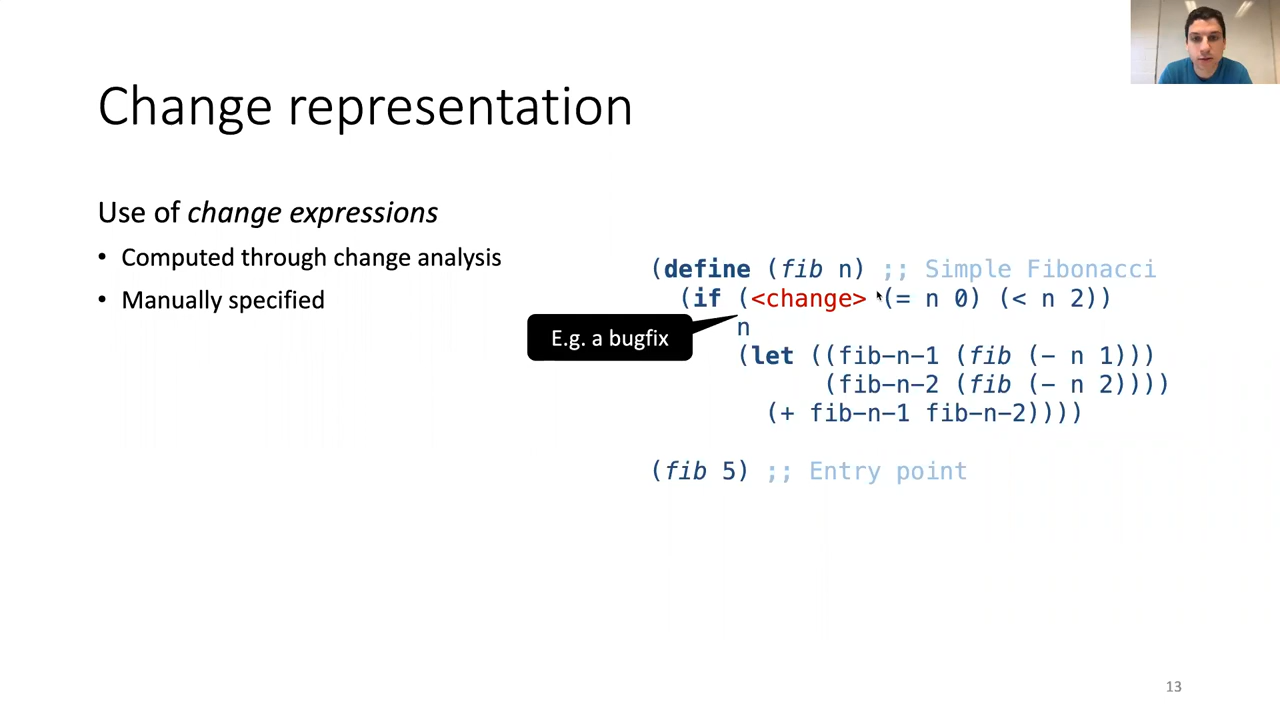 Change representation
Use of change expressions
• Computed through change analysis
• Manually specified
(define (fib n) ;; Simple Fibonacci
(if (<change> (= n 0) (< n 2))
E.g. a bugfix
n
(let ((fib-n-1 (fib (- n 1)))
(fib-n-2 (fib (- n 2))))
(+ fib-n-1 fib-n-2))))
(fib 5) ;; Entry point
13